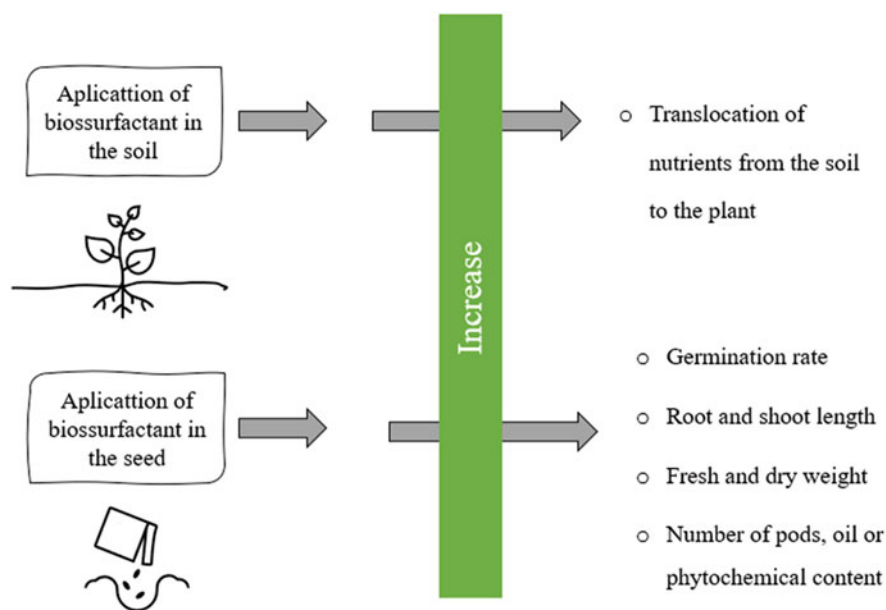 Aplicattion of
biossurfactant in
the soil
Increase
○ Translocation of
nutrients from the soil
to the plant
Aplicattion of
biossurfactant in
the seed
○ Germination rate
○ Root and shoot length
○ Fresh and dry weight
○ Number of pods, oil or
phytochemical content